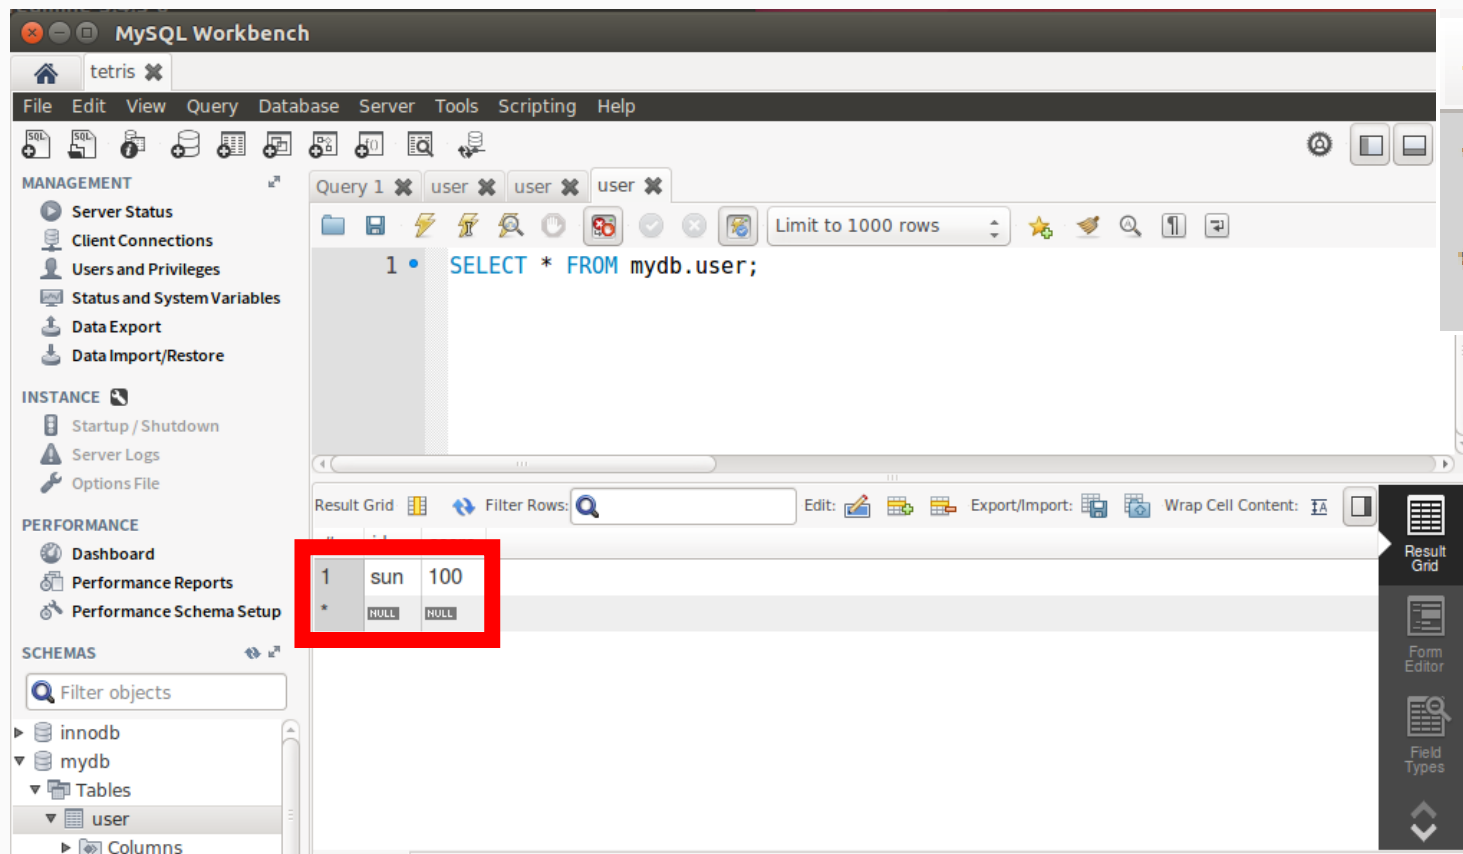 MySQL Workbench
tetris
File Edit View Query Database Server Tools Scripting Help
MANAGEMENT
Server Status
Client Connections
Users and Privileges
Status and System Variables
Data Export
Data Import/Restore
INSTANCE
Startup / Shutdown
Server Logs
Options File
PERFORMANCE
Dashboard
Performance Reports
Performance Schema Setup
SCHEMAS
Filter objects
innodb
mydb
Tables
user
Columns
Query 1 user user user
Limit to 1000 rows
1 SELECT * FROM mydb.user;
Result Grid Filter Rows: Edit: Export/Import: Wrap Cell Content:
1 sun 100
* NULL NULL
Result
Grid
Form
Editor
Field
Types